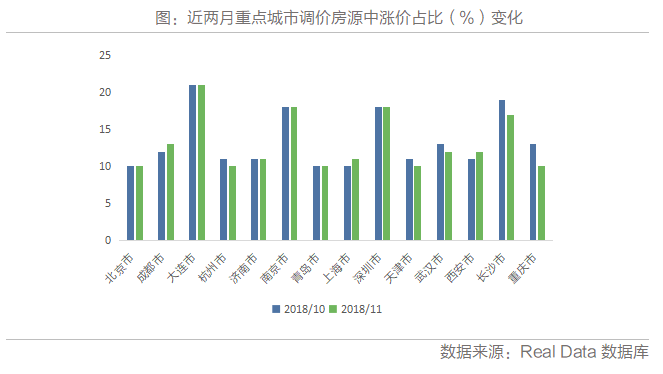 图：近两月重点城市调价房源中涨价占比（%）变化
25
20
15
10
5
0
北京市
成都市
大连市
杭州市
济南市
南京市
青岛市
上海市
深圳市
天津市
武汉市
西安市
长沙市
重庆市
2018/10 2018/11
数据来源：Real Data 数据库